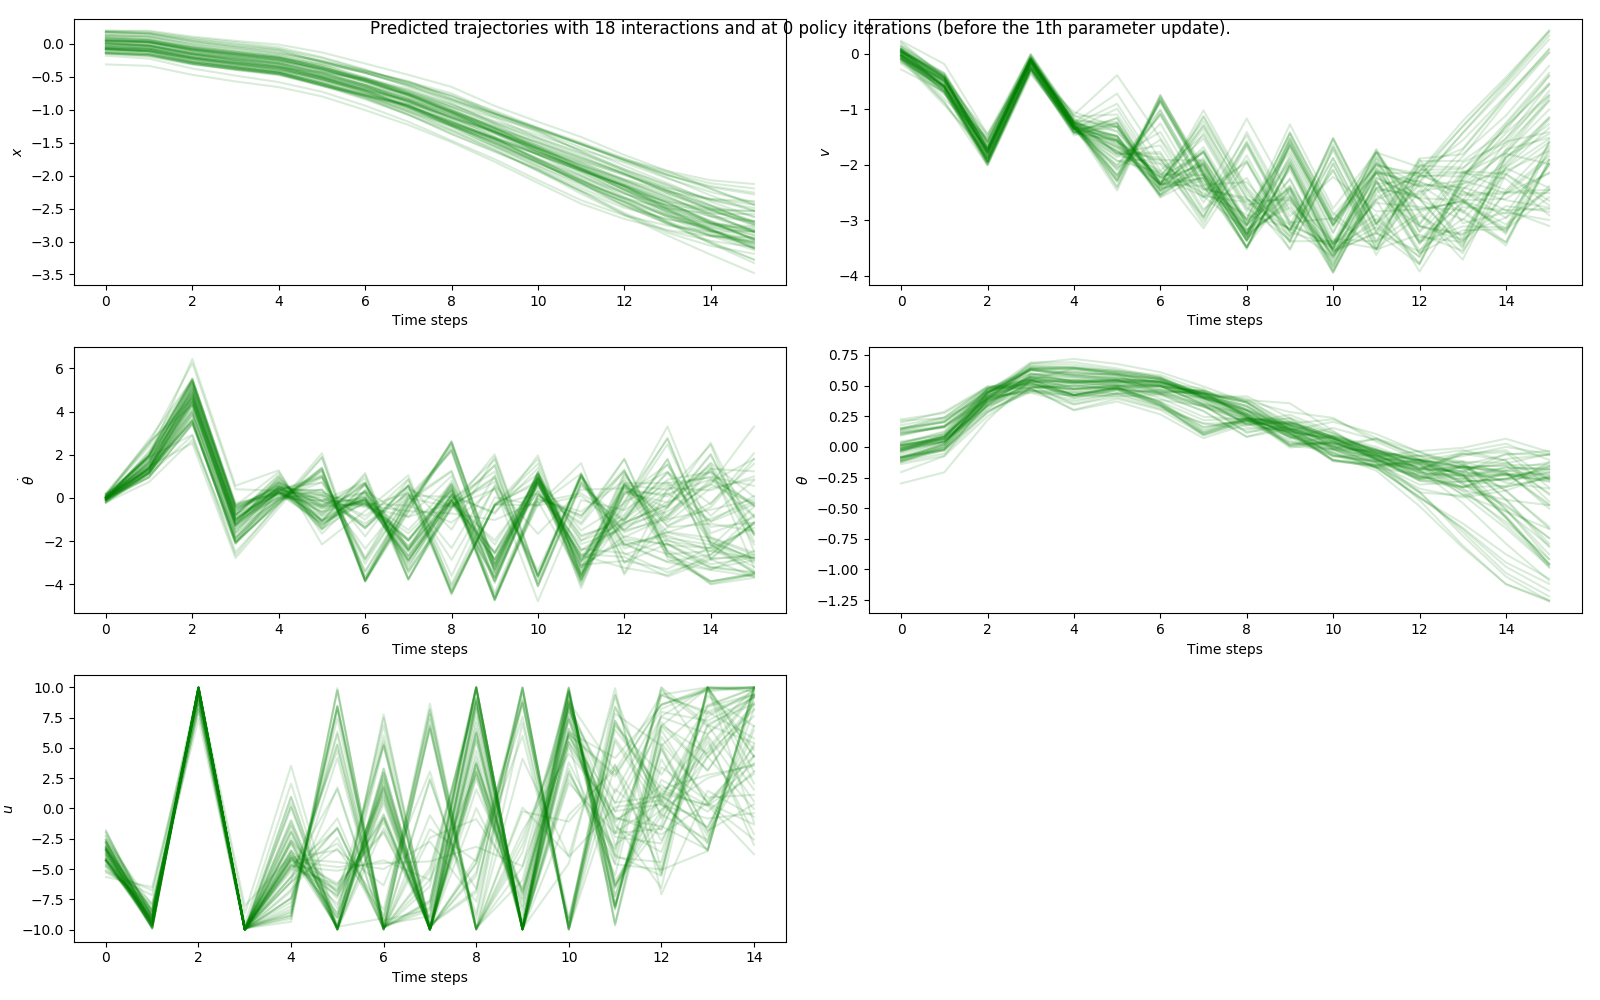 Predicted trajectories with 18 interactions and at 0 policy iterations (before the 1th parameter update).
0.0
−0.5
−1.0
−1.5
−2.0
−2.5
−3.0
−3.5
x
0 2 4 6 8 10 12 14
Time steps
0
−1
−2
−3
−4
v
0 2 4 6 8 10 12 14
Time steps
6
4
2
0
−2
−4
θ̇
0 2 4 6 8 10 12 14
Time steps
0.75
0.50
0.25
0.00
−0.25
−0.50
−0.75
−1.00
−1.25
θ
0 2 4 6 8 10 12 14
Time steps
10.0
7.5
5.0
2.5
0.0
−2.5
−5.0
−7.5
−10.0
u
0 2 4 6 8 10 12 14
Time steps